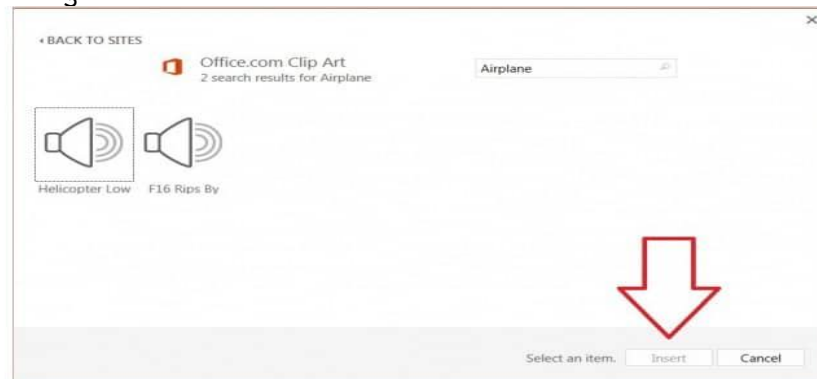 ‹ BACK TO SITES
Office.com Clip Art
2 search results for Airplane
Airplane
Helicopter Low
F16 Rips By
Select an item.
Insert
Cancel